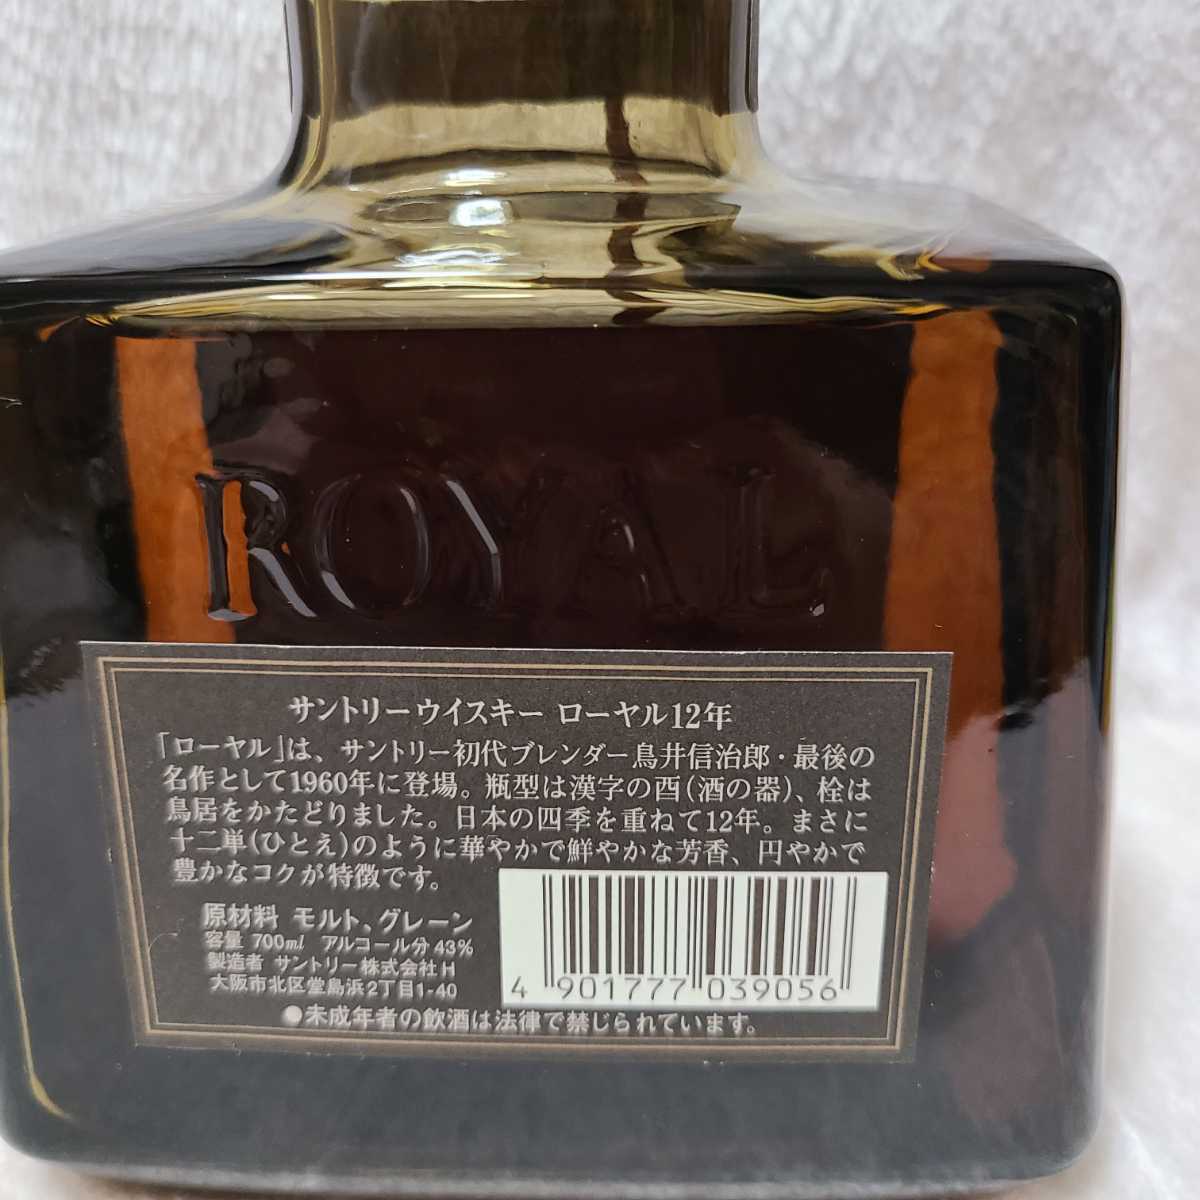 ROYAL
サントリーウイスキー ローヤル12年
「ローヤル」は、サントリー初代ブレンダー鳥井信治郎・最後の
名作として1960年に登場。瓶型は漢字の酉(酒の器)、栓は
鳥居をかたどりました。日本の四季を重ねて12年。まさに
十二単(ひとえ)のように華やかで鮮やかな芳香、円やかで
豊かなコクが特徴です。
原材料 モルト、グレーン
容量 700ml アルコール分43%
製造者 サントリー株式会社H
大阪市北区堂島浜2丁目1-40
4 901777 039056
●未成年者の飲酒は法律で禁じられています。